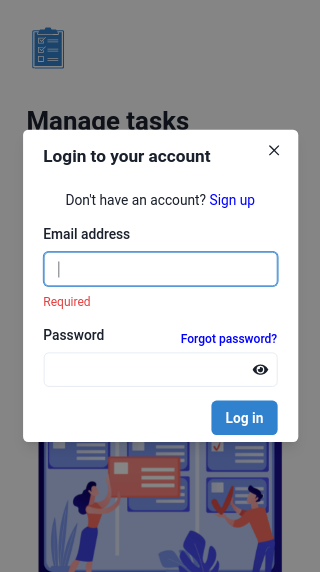 Manage tasks
Login to your account
Don't have an account? Sign up
Email address
Required
Password
Forgot password?
Log in